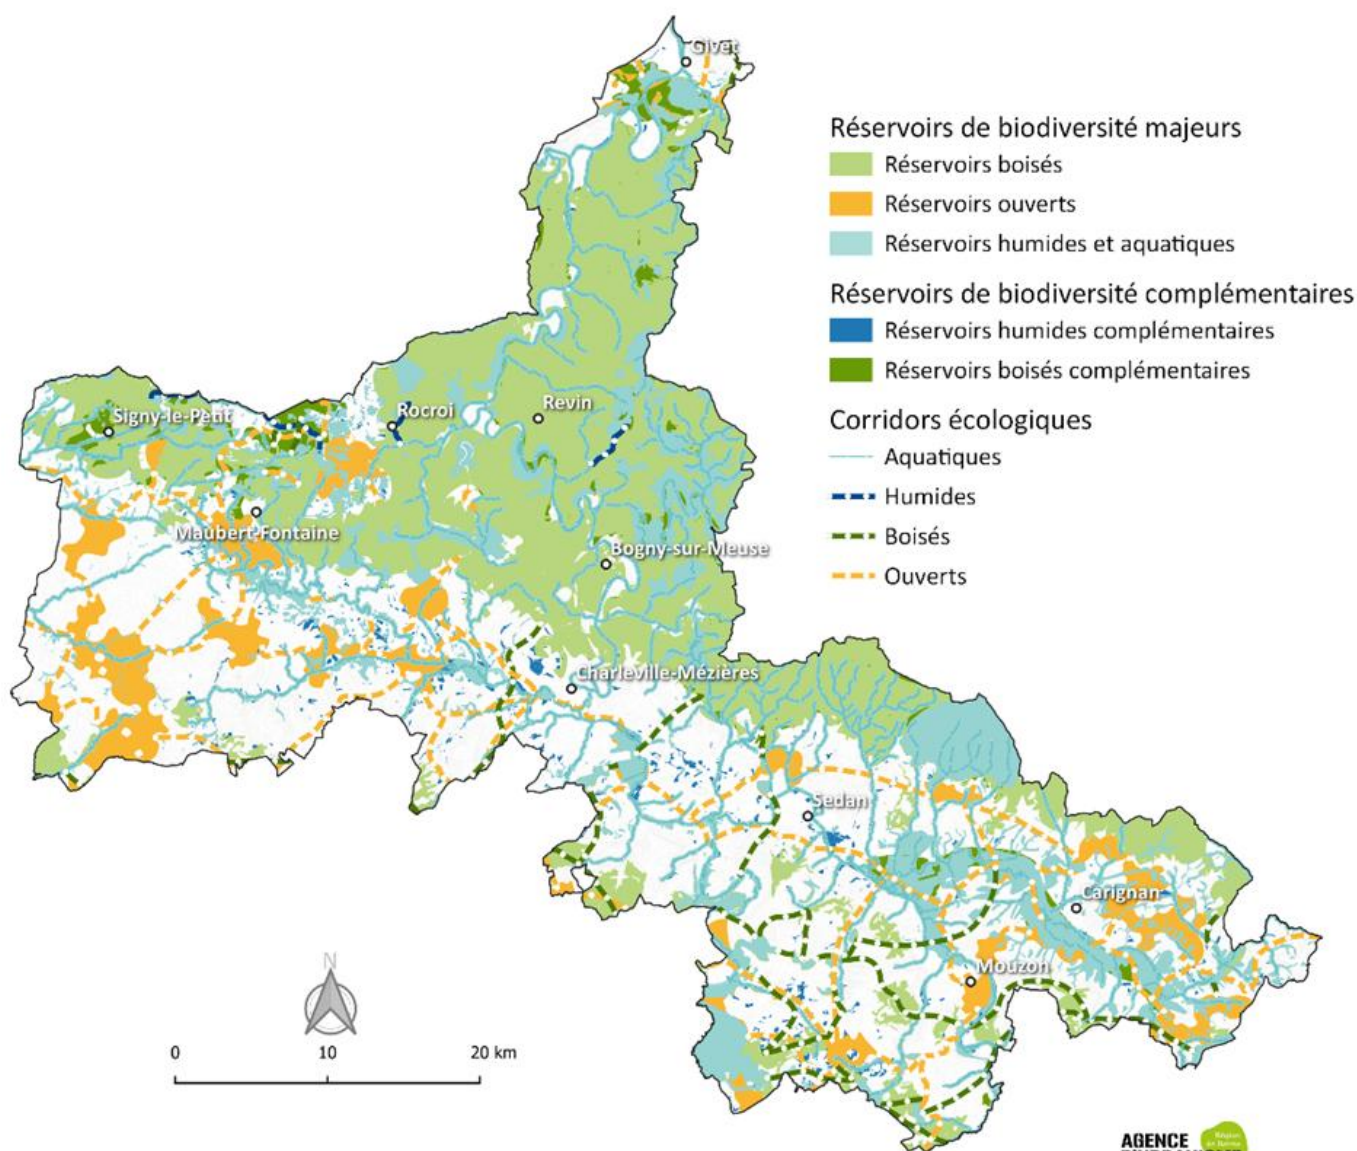 Givet
Réservoirs de biodiversité majeurs
Réservoirs boisés
Réservoirs ouverts
Réservoirs humides et aquatiques
Réservoirs de biodiversité complémentaires
Réservoirs humides complémentaires
Réservoirs boisés complémentaires
Corridors écologiques
Aquatiques
Humides
Boisés
Ouverts
Signy-le-Petit
Rocroi
Revin
Maubert-Fontaine
Bogny-sur-Meuse
Charleville-Mézières
Sedan
Carignan
Mouzon
N
0 10 20 km
AGENCE